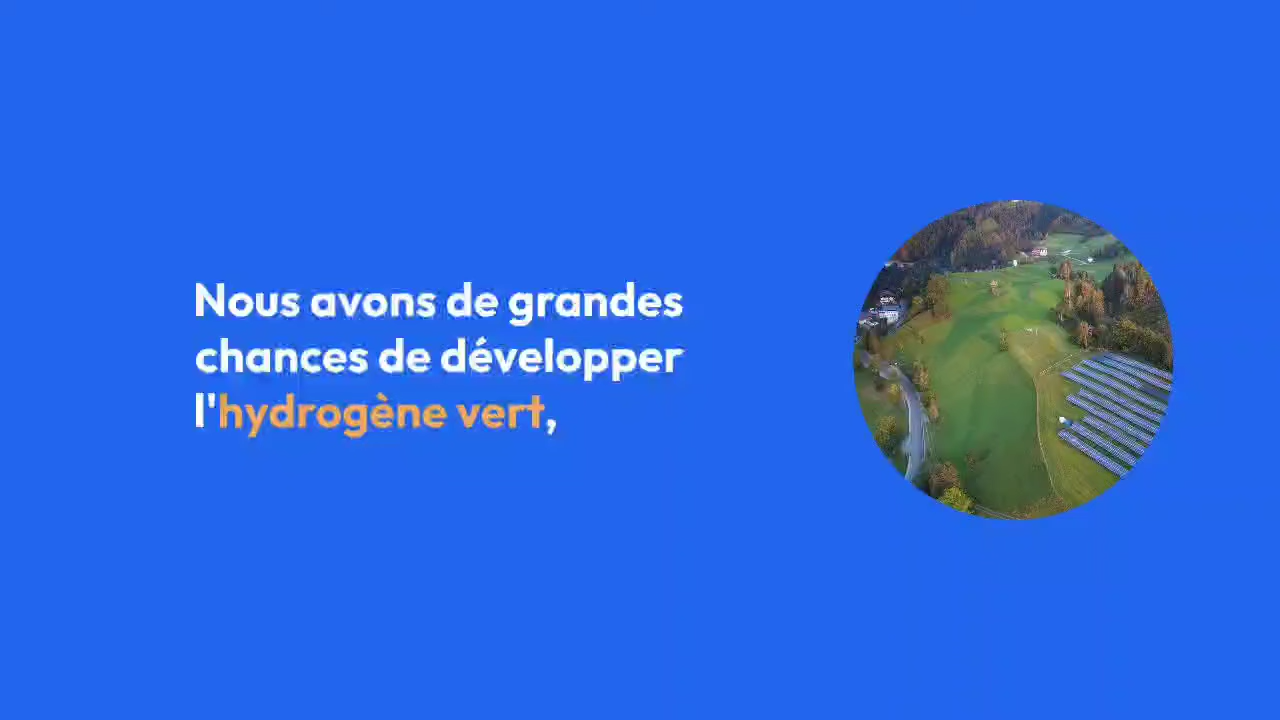 Nous avons de grandes
chances de développer
l'hydrogène vert,